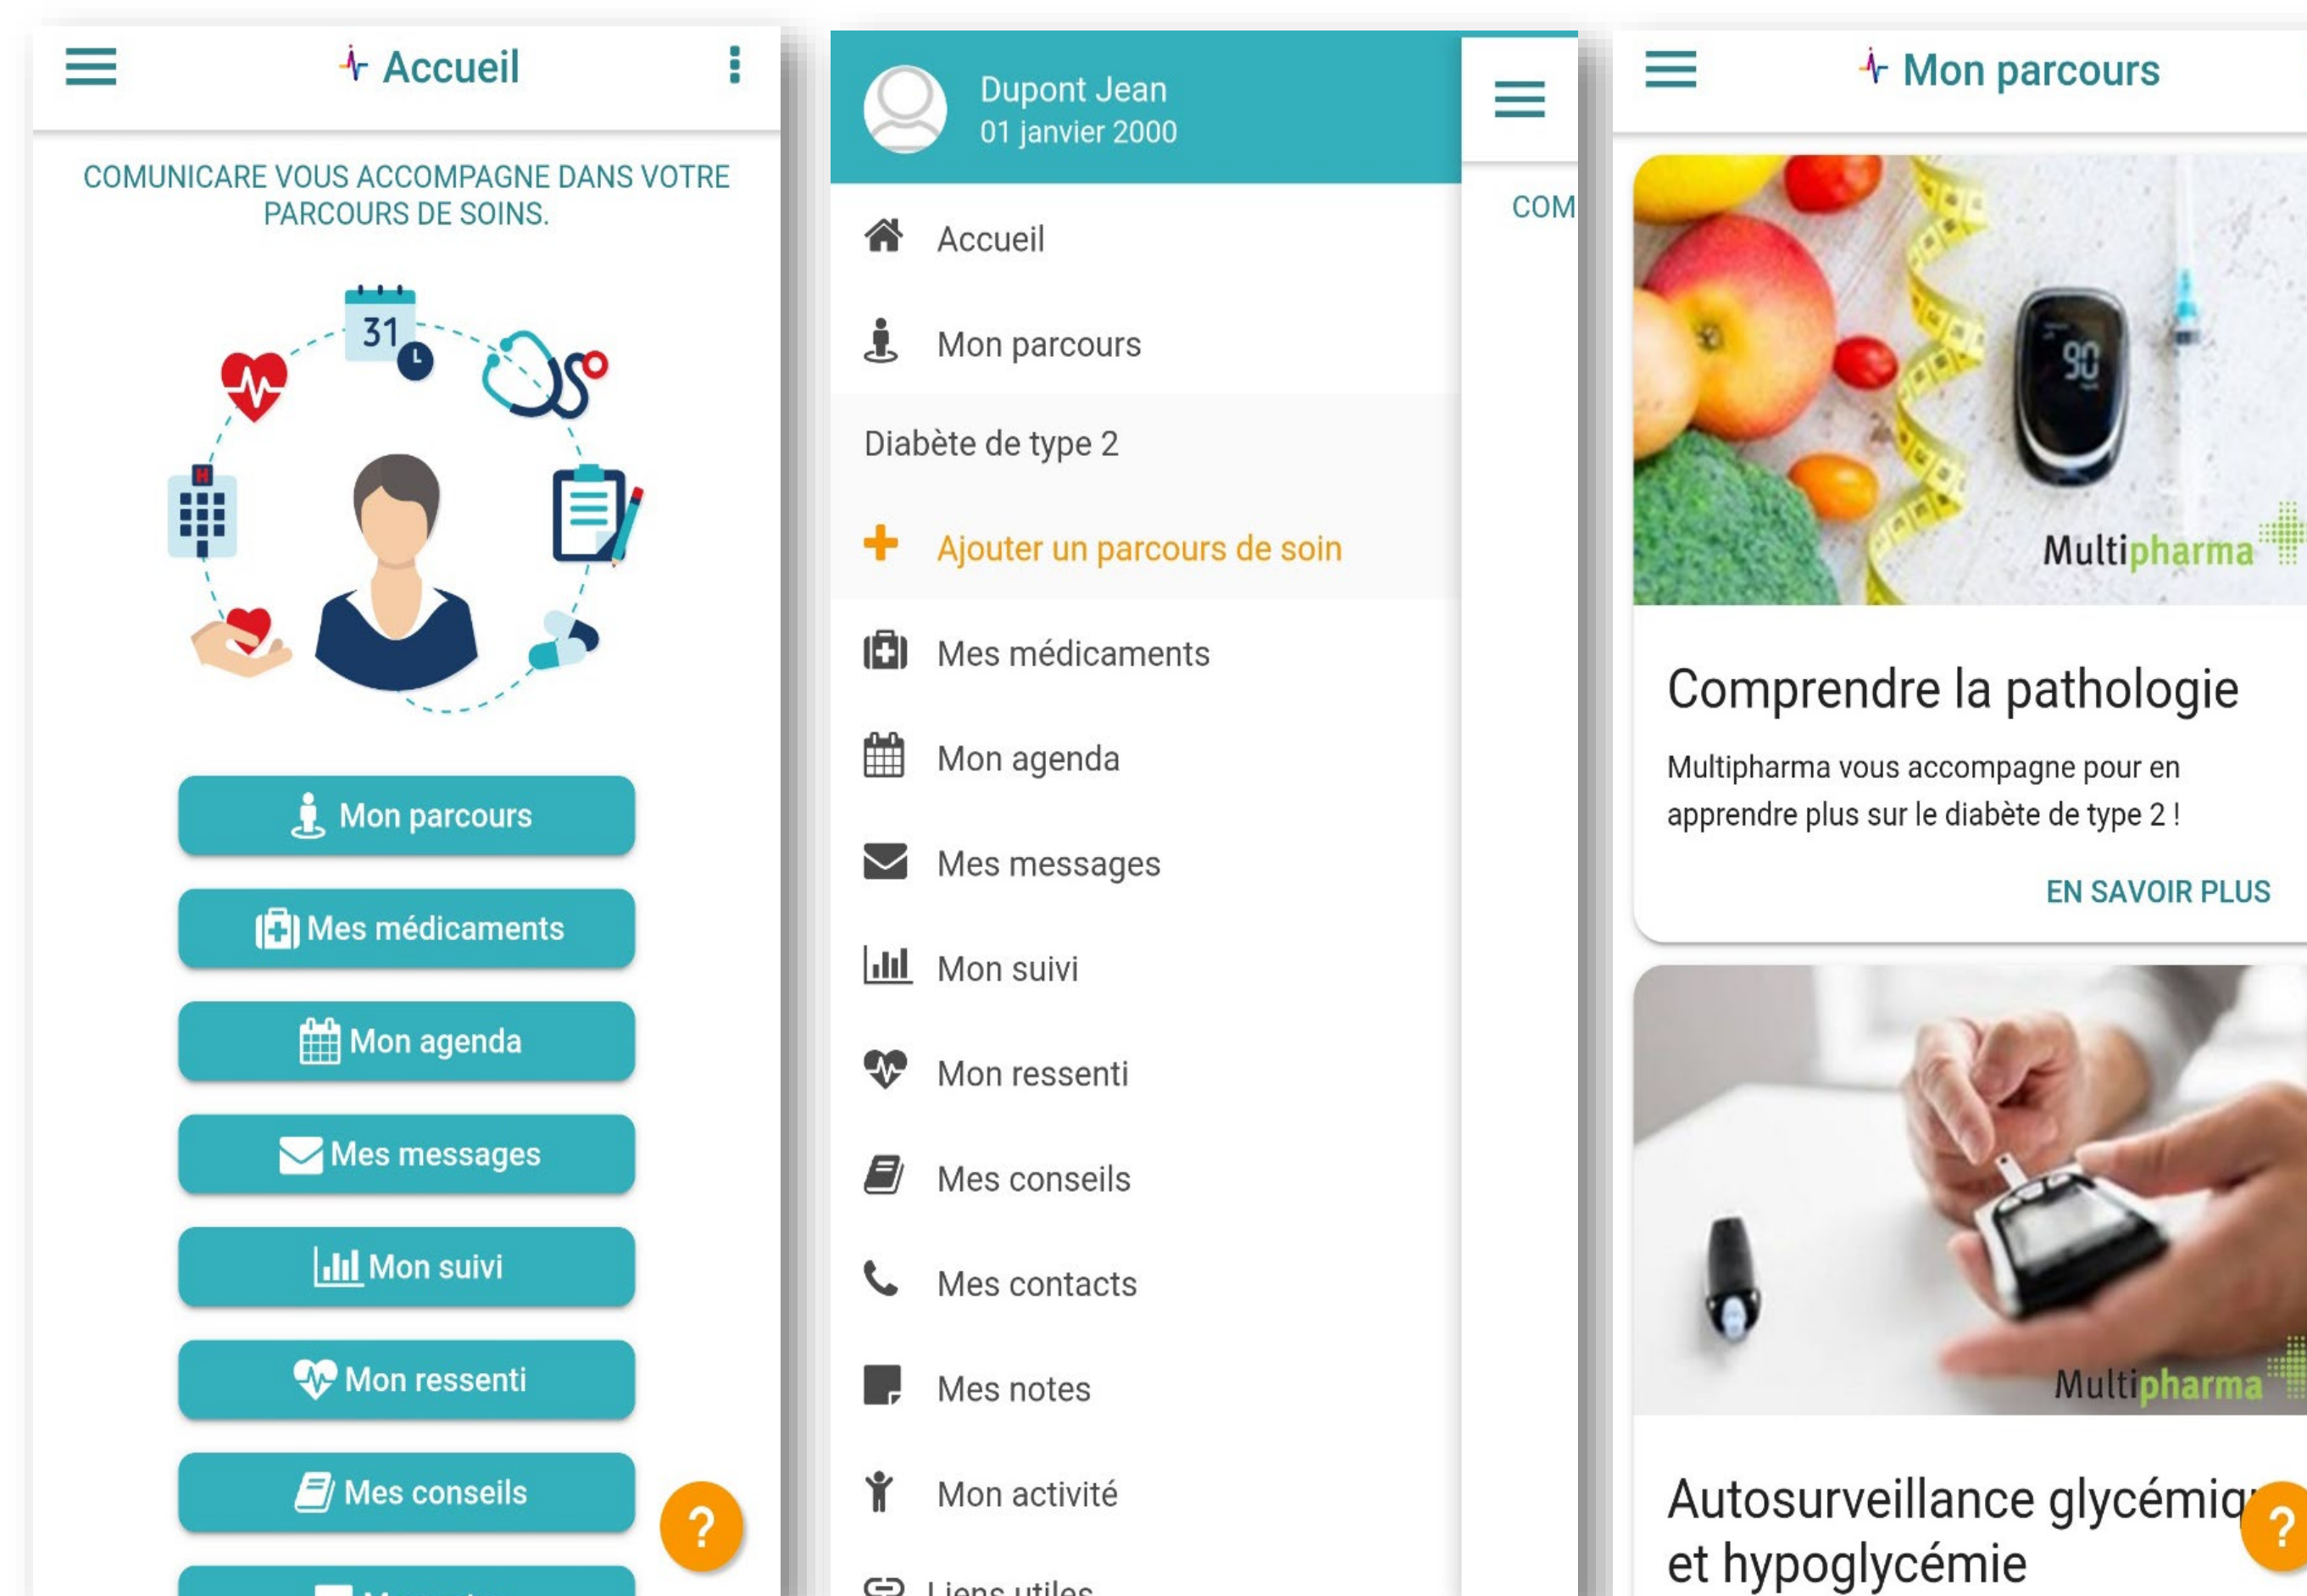 Accueil
COMUNICARE VOUS ACCOMPAGNE DANS VOTRE
PARCOURS DE SOINS.
31
H
Mon parcours
Mes médicaments
Mon agenda
Mes messages
Mon suivi
Mon ressenti
Mes conseils
?
Dupont Jean
01 janvier 2000
COM
Accueil
Mon parcours
Diabète de type 2
Ajouter un parcours de soin
Mes médicaments
Mon agenda
Mes messages
Mon suivi
Mon ressenti
Mes conseils
Mes contacts
Mes notes
Mon activité
Liens utiles
Mon parcours
90
Multipharma
Comprendre la pathologie
Multipharma vous accompagne pour en
apprendre plus sur le diabète de type 2 !
EN SAVOIR PLUS
Multipharma
Autosurveillance glycémiq
et hypoglycémie
?